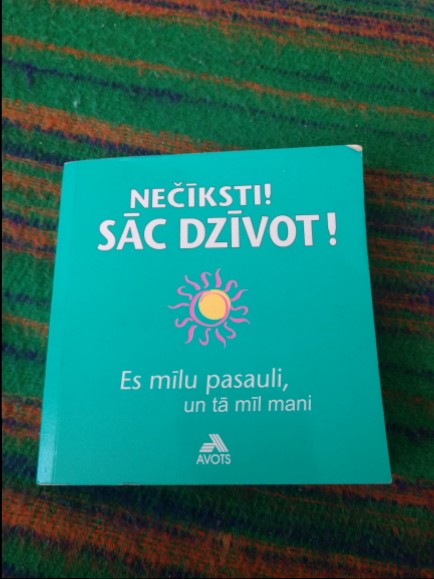 NEČĪKSTI!
SĀC DZĪVOT!
Es mīlu pasauli,
un tā mīl mani
AVOTS